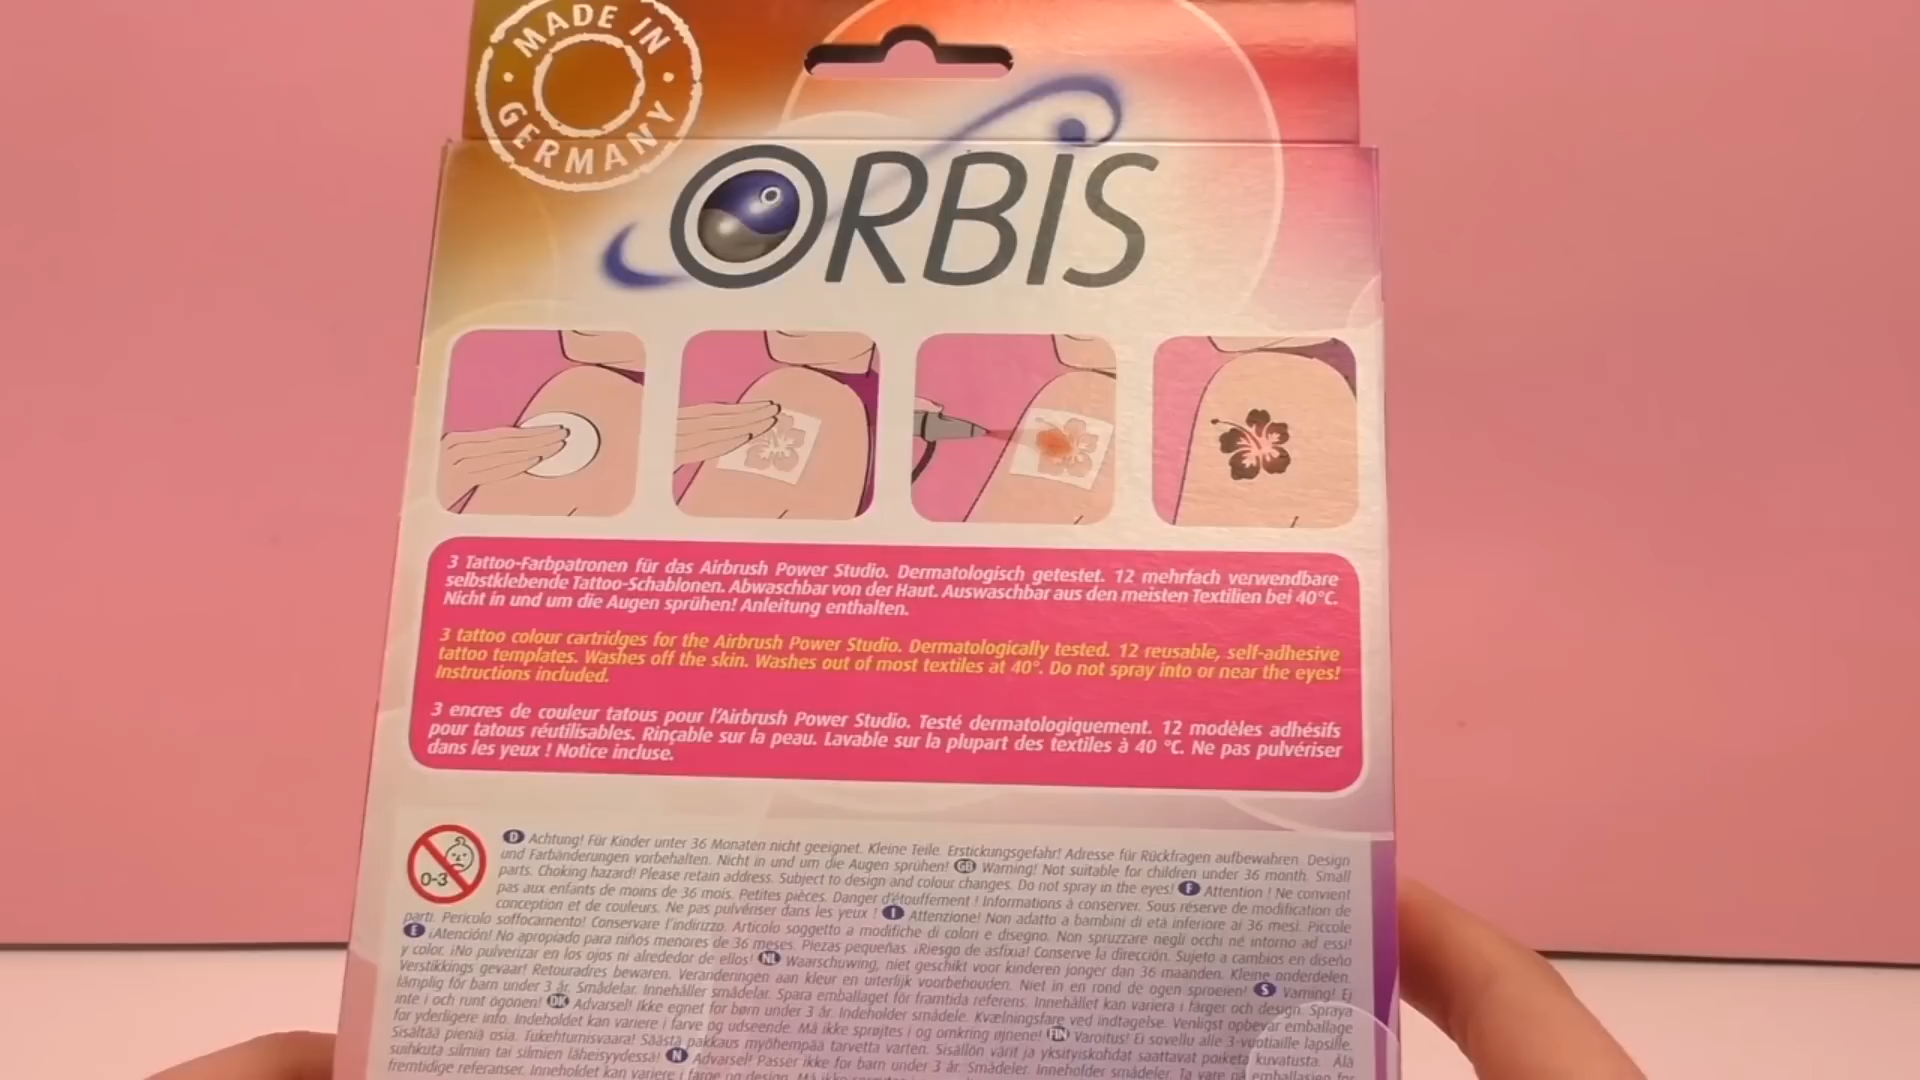 MADE IN
GERMANY
ORBIS
3 Tattoo-Farbpatronen für das Airbrush Power Studio. Dermatologisch getestet. 12 mehrfach verwendbare
selbstklebende Tattoo-Schablonen. Abwaschbar von der Haut. Auswaschbar aus den meisten Textilien bei 40°C.
Nicht in und um die Augen sprühen! Anleitung enthalten.
3 tattoo colour cartridges for the Airbrush Power Studio. Dermatologically tested. 12 reusable, self-adhesive
tattoo templates. Washes off the skin. Washes out of most textiles at 40°. Do not spray into or near the eyes!
Instructions included.
3 encres de couleur tatous pour l'Airbrush Power Studio. Testé dermatologiquement. 12 modèles adhésifs
pour tatous réutilisables. Rinçable sur la peau. Lavable sur la plupart des textiles à 40 °C. Ne pas pulvériser
dans les yeux ! Notice incluse.
0-3
D Achtung! Für Kinder unter 36 Monaten nicht geeignet. Kleine Teile. Erstickungsgefahr! Adresse für Rückfragen aufbewahren. Design
und Farbänderungen vorbehalten. Nicht in und um die Augen sprühen! GB Warning! Not suitable for children under 36 month. Small
parts. Choking hazard! Please retain address. Subject to design and colour changes. Do not spray in the eyes! F Attention ! Ne convient
pas aux enfants de moins de 36 mois. Petites pièces. Danger d'étouffement ! Informations à conserver. Sous réserve de modification de
conception et de couleurs. Ne pas pulvériser dans les yeux ! I Attenzione! Non adatto a bambini di età inferiore ai 36 mesi. Piccole
parti. Pericolo soffocamento! Conservare l'indirizzo. Articolo soggetto a modifiche di colori e disegno. Non spruzzare negli occhi né intorno ad essi!
E ¡Atención! No apropiado para niños menores de 36 meses. Piezas pequeñas. ¡Riesgo de asfixia! Conserve la dirección. Sujeto a cambios en diseño
y color. ¡No pulverizar en los ojos ni alrededor de ellos! NL Waarschuwing, niet geschikt voor kinderen jonger dan 36 maanden. Kleine onderdelen.
Verstikkings gevaar! Retouradres bewaren. Veranderingen aan kleur en uiterlijk voorbehouden. Niet in en rond de ogen sproeien! S Varning! Ej
lämplig för barn under 3 år. Smådelar. Innehåller smådelar. Spara emballaget för framtida referens. Innehållet kan variera i färger och design. Spraya
inte i och runt ögonen! DK Advarsel! Ikke egnet for børn under 3 år. Indeholder smådele. Kvælningsfare ved indtagelse. Venligst opbevar emballage
for yderligere info. Indeholdet kan variere i farve og udseende. Må ikke sprøjtes i og omkring øjnene! FIN Varoitus! Ei sovellu alle 3-vuotiaille lapsille.
Sisältää pieniä osia. Tukehtumisvaara! Säästä pakkaus myöhempää tarvetta varten. Sisällön värit ja yksityiskohdat saattavat poiketa kuvatusta. Älä
suihkuta silmiin tai silmien läheisyydessä! N Advarsel! Passer ikke for barn under 3 år. Smådeler. Inneholder smådeler. Ta vare på emballasjen for
fremtidige referanser. Inneholdet kan variere i farge og design. Må ikke